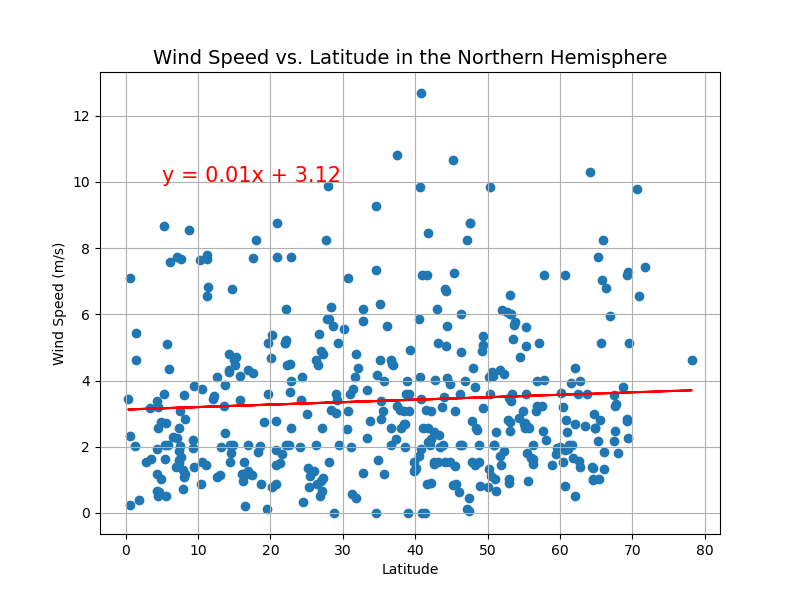 Wind Speed vs. Latitude in the Northern Hemisphere
12
10
8
6
4
2
0
Wind Speed (m/s)
y = 0.01x + 3.12
0 10 20 30 40 50 60 70 80
Latitude